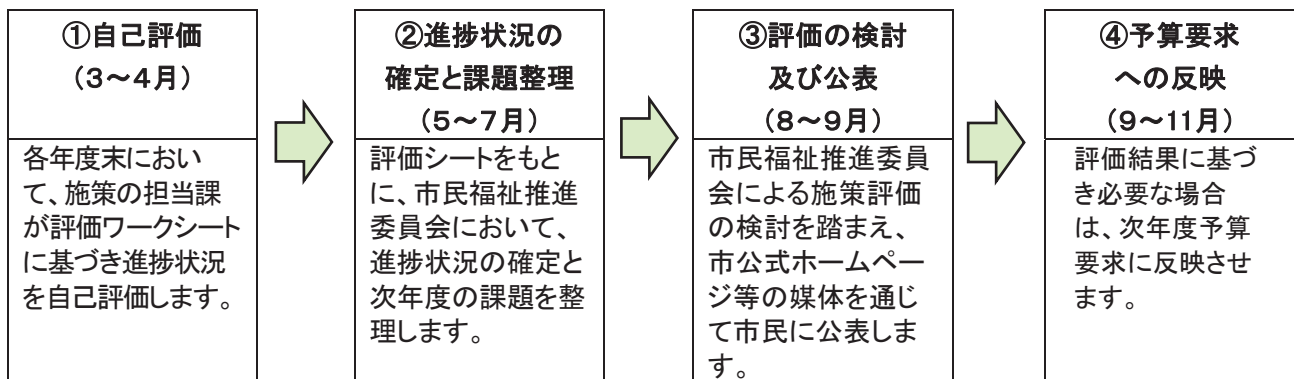 ①自己評価
（3～4月）
各年度末におい
て、施策の担当課
が評価ワークシート
に基づき進捗状況
を自己評価します。
②進捗状況の
確定と課題整理
（5～7月）
評価シートをもと
に、市民福祉推進
委員会において、
進捗状況の確定と
次年度の課題を整
理します。
③評価の検討
及び公表
（8～9月）
市民福祉推進委員
会による施策評価
の検討を踏まえ、
市公式ホームペー
ジ等の媒体を通じ
て市民に公表しま
す。
④予算要求
への反映
（9～11月）
評価結果に基づ
き必要な場合
は、次年度予算
要求に反映させ
ます。